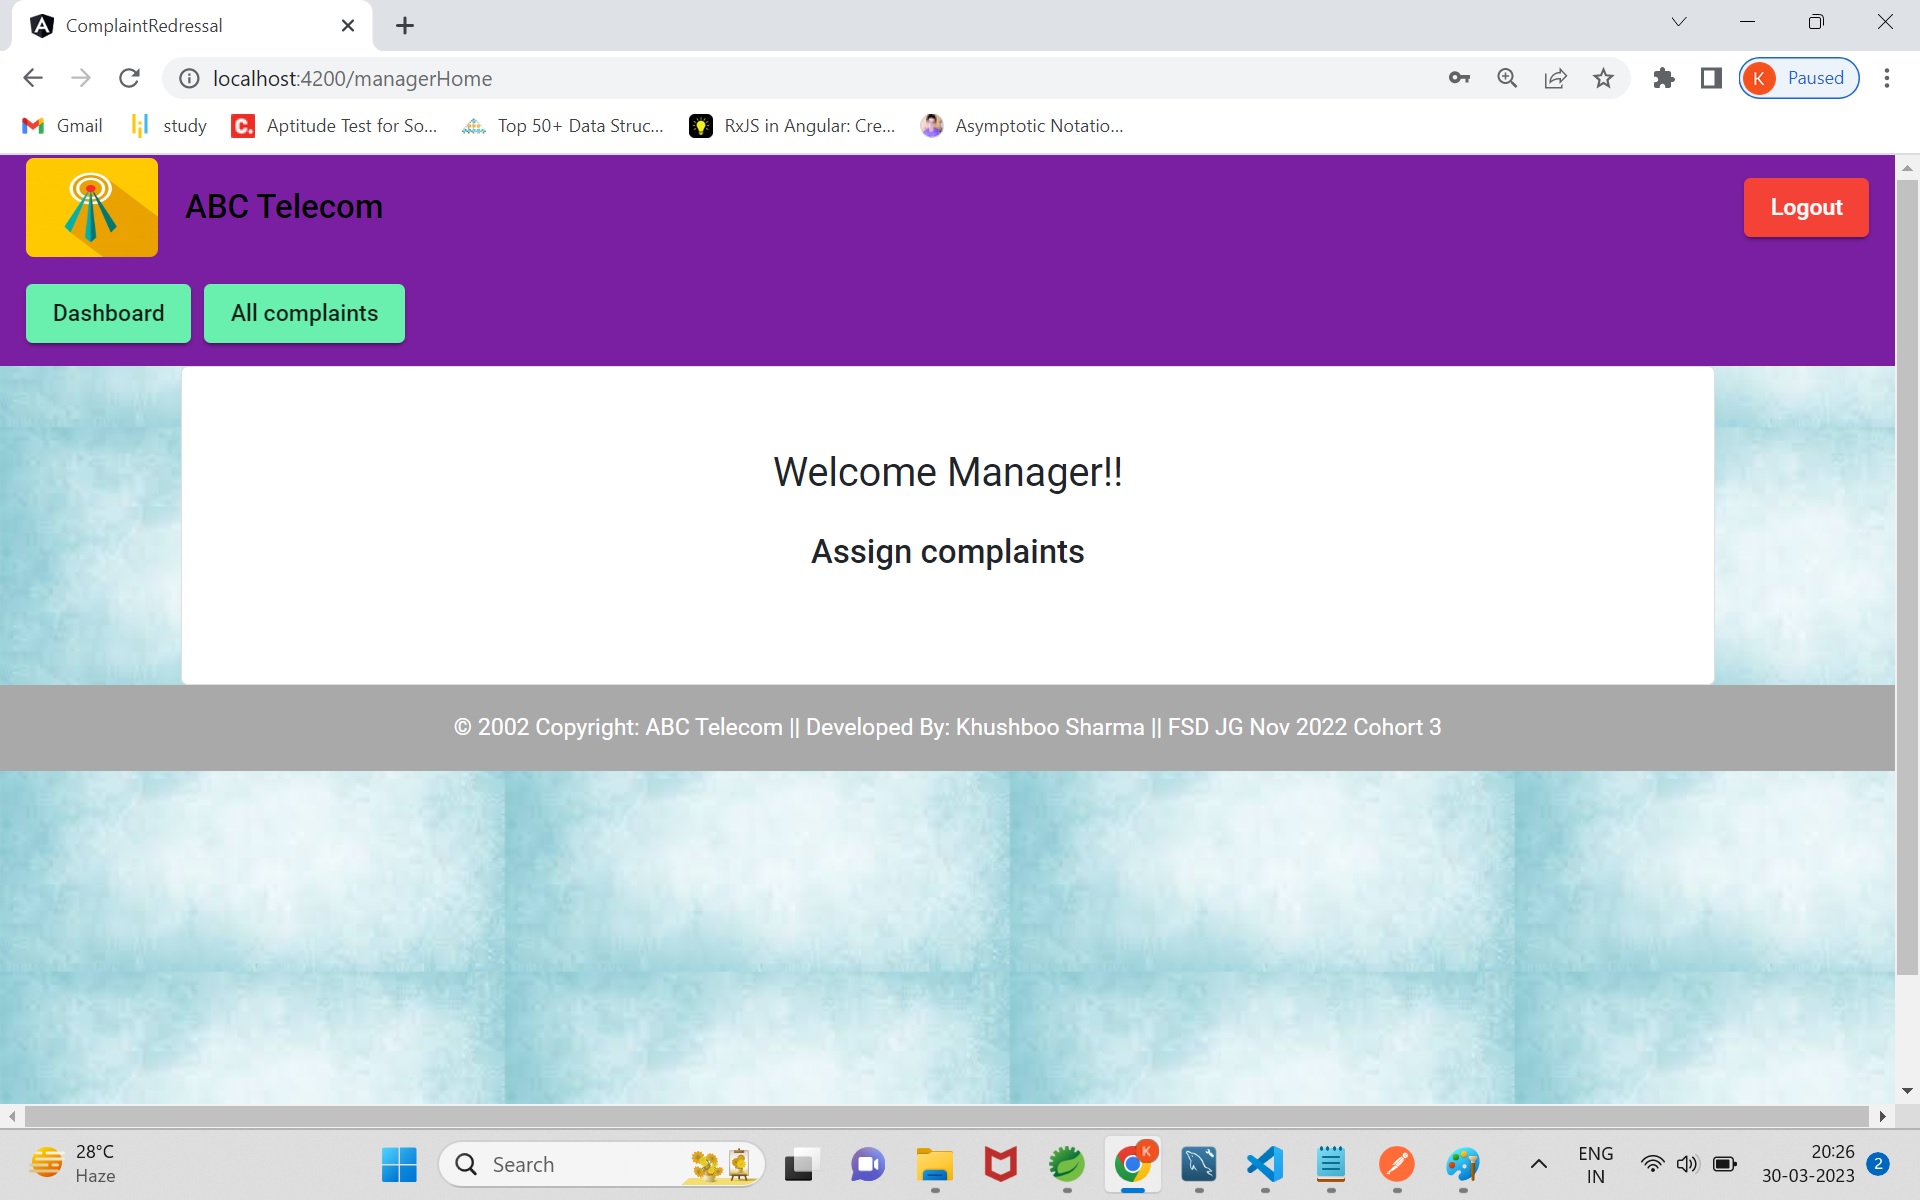 ComplaintRedressal
localhost:4200/managerHome
K Paused
Gmail
study
C.
Aptitude Test for So...
Top 50+ Data Struc...
RxJS in Angular: Cre...
Asymptotic Notatio...
ABC Telecom
Logout
Dashboard
All complaints
Welcome Manager!!
Assign complaints
© 2002 Copyright: ABC Telecom || Developed By: Khushboo Sharma || FSD JG Nov 2022 Cohort 3
28°C
Haze
Search
K
ENG
IN
20:26
30-03-2023
2